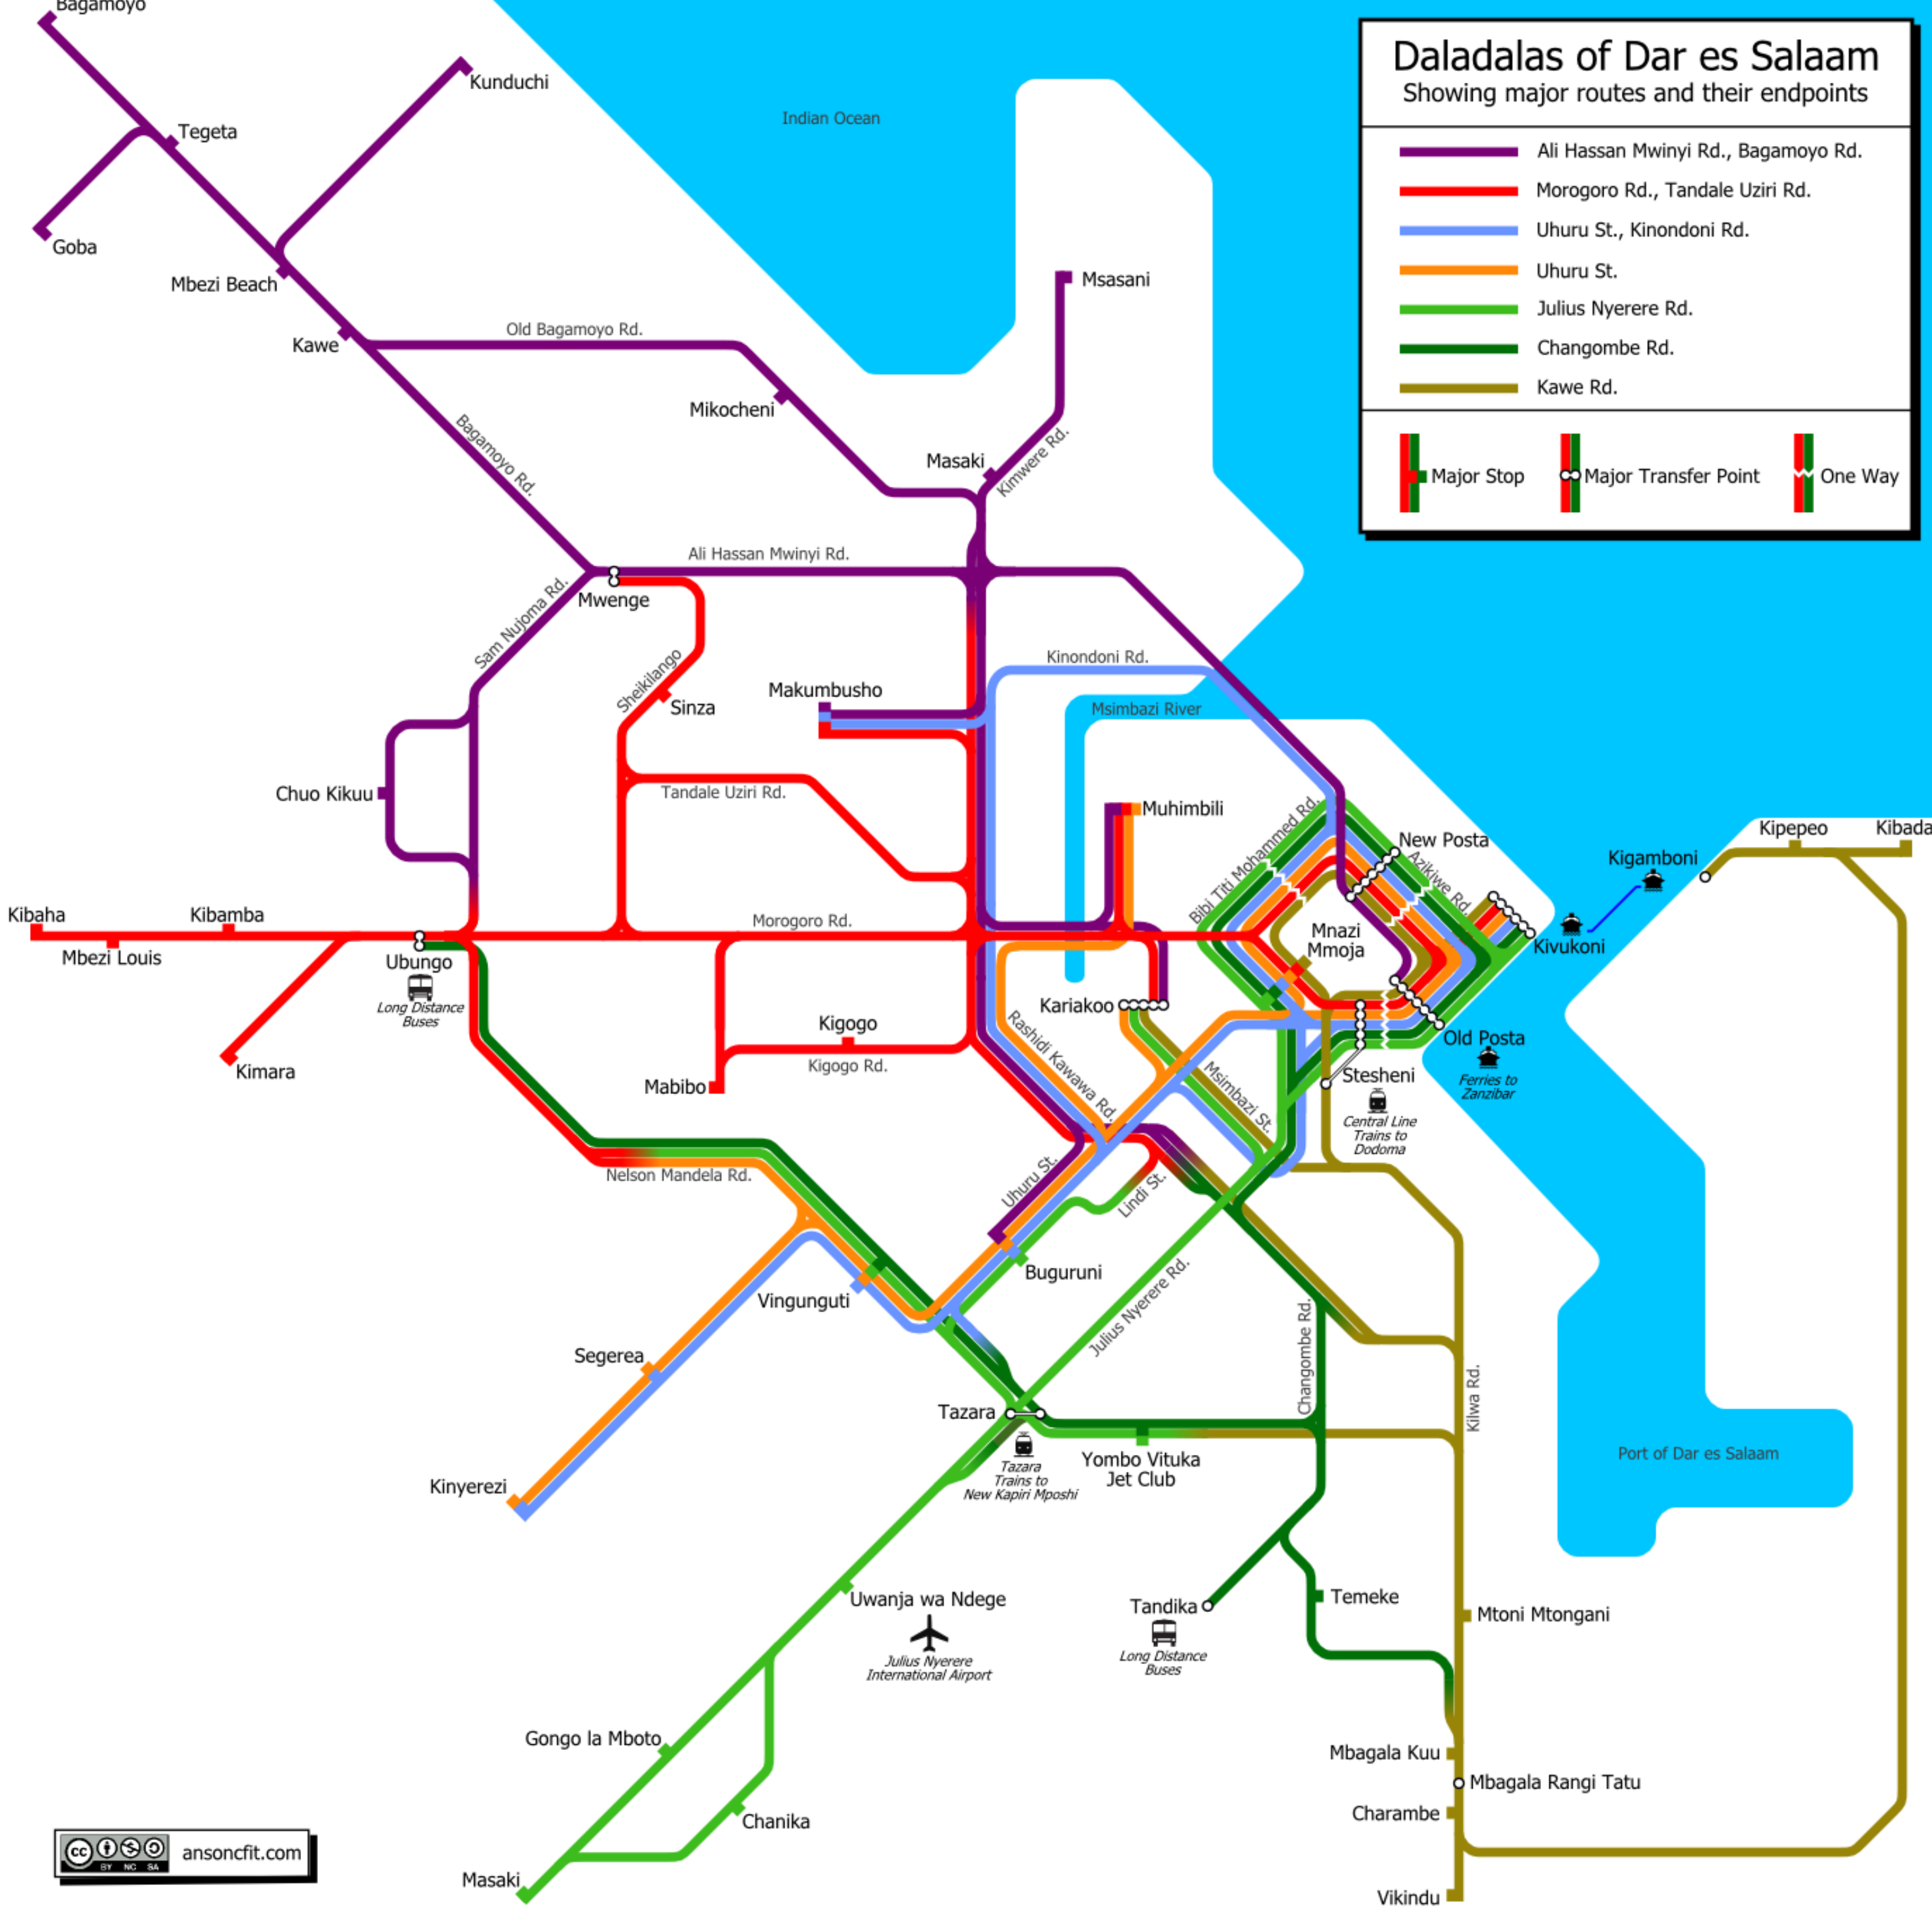 Bagamoyo
Kunduchi
Tegeta
Goba
Mbezi Beach
Kawe
Indian Ocean
Daladalas of Dar es Salaam
Showing major routes and their endpoints
Ali Hassan Mwinyi Rd., Bagamoyo Rd.
Morogoro Rd., Tandale Uziri Rd.
Uhuru St., Kinondoni Rd.
Uhuru St.
Julius Nyerere Rd.
Changombe Rd.
Kawe Rd.
Major Stop
Major Transfer Point
One Way
Msasani
Old Bagamoyo Rd.
Mikocheni
Bagamoyo Rd.
Masaki
Kimwere Rd.
Ali Hassan Mwinyi Rd.
Mwenge
Sam Nujoma Rd.
Sheikilango
Sinza
Makumbusho
Kinondoni Rd.
Msimbazi River
Chuo Kikuu
Tandale Uziri Rd.
Muhimbili
Bibi Titi Mohammed Rd.
New Posta
Azikiwe Rd.
Kipepeo
Kibada
Kigamboni
Kivukoni
Kibaha
Kibamba
Mbezi Louis
Morogoro Rd.
Mnazi
Mmoja
Ubungo
Long Distance
Buses
Kimara
Kigogo
Kigogo Rd.
Mabibo
Kariakoo
Rashidi Kawawa Rd.
Msimbazi St.
Old Posta
Ferries to
Zanzibar
Stesheni
Central Line
Trains to
Dodoma
Nelson Mandela Rd.
Uhuru St.
Lindi St.
Buguruni
Vingunguti
Julius Nyerere Rd.
Changombe Rd.
Kilwa Rd.
Segerea
Kinyerezi
Tazara
Tazara
Trains to
New Kapiri Mposhi
Yombo Vituka
Jet Club
Port of Dar es Salaam
Uwanja wa Ndege
Julius Nyerere
International Airport
Tandika
Long Distance
Buses
Temeke
Mtoni Mtongani
Gongo la Mboto
Chanika
Masaki
Mbagala Kuu
Mbagala Rangi Tatu
Charambe
Vikindu
cc BY NC SA ansoncfit.com